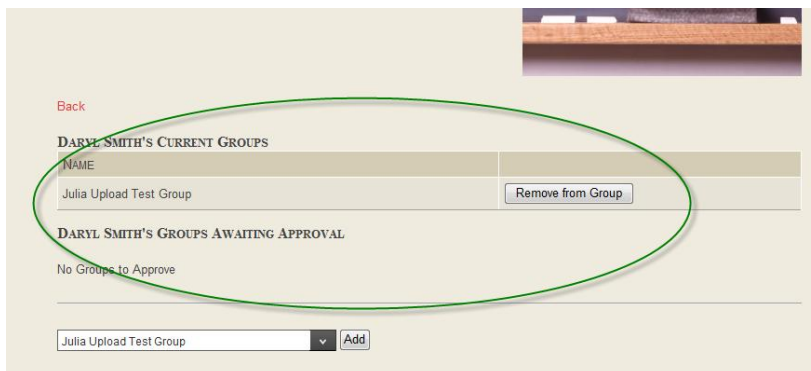 Back
DARYL SMITH'S CURRENT GROUPS
NAME
Julia Upload Test Group Remove from Group
DARYL SMITH'S GROUPS AWAITING APPROVAL
No Groups to Approve
Julia Upload Test Group Add